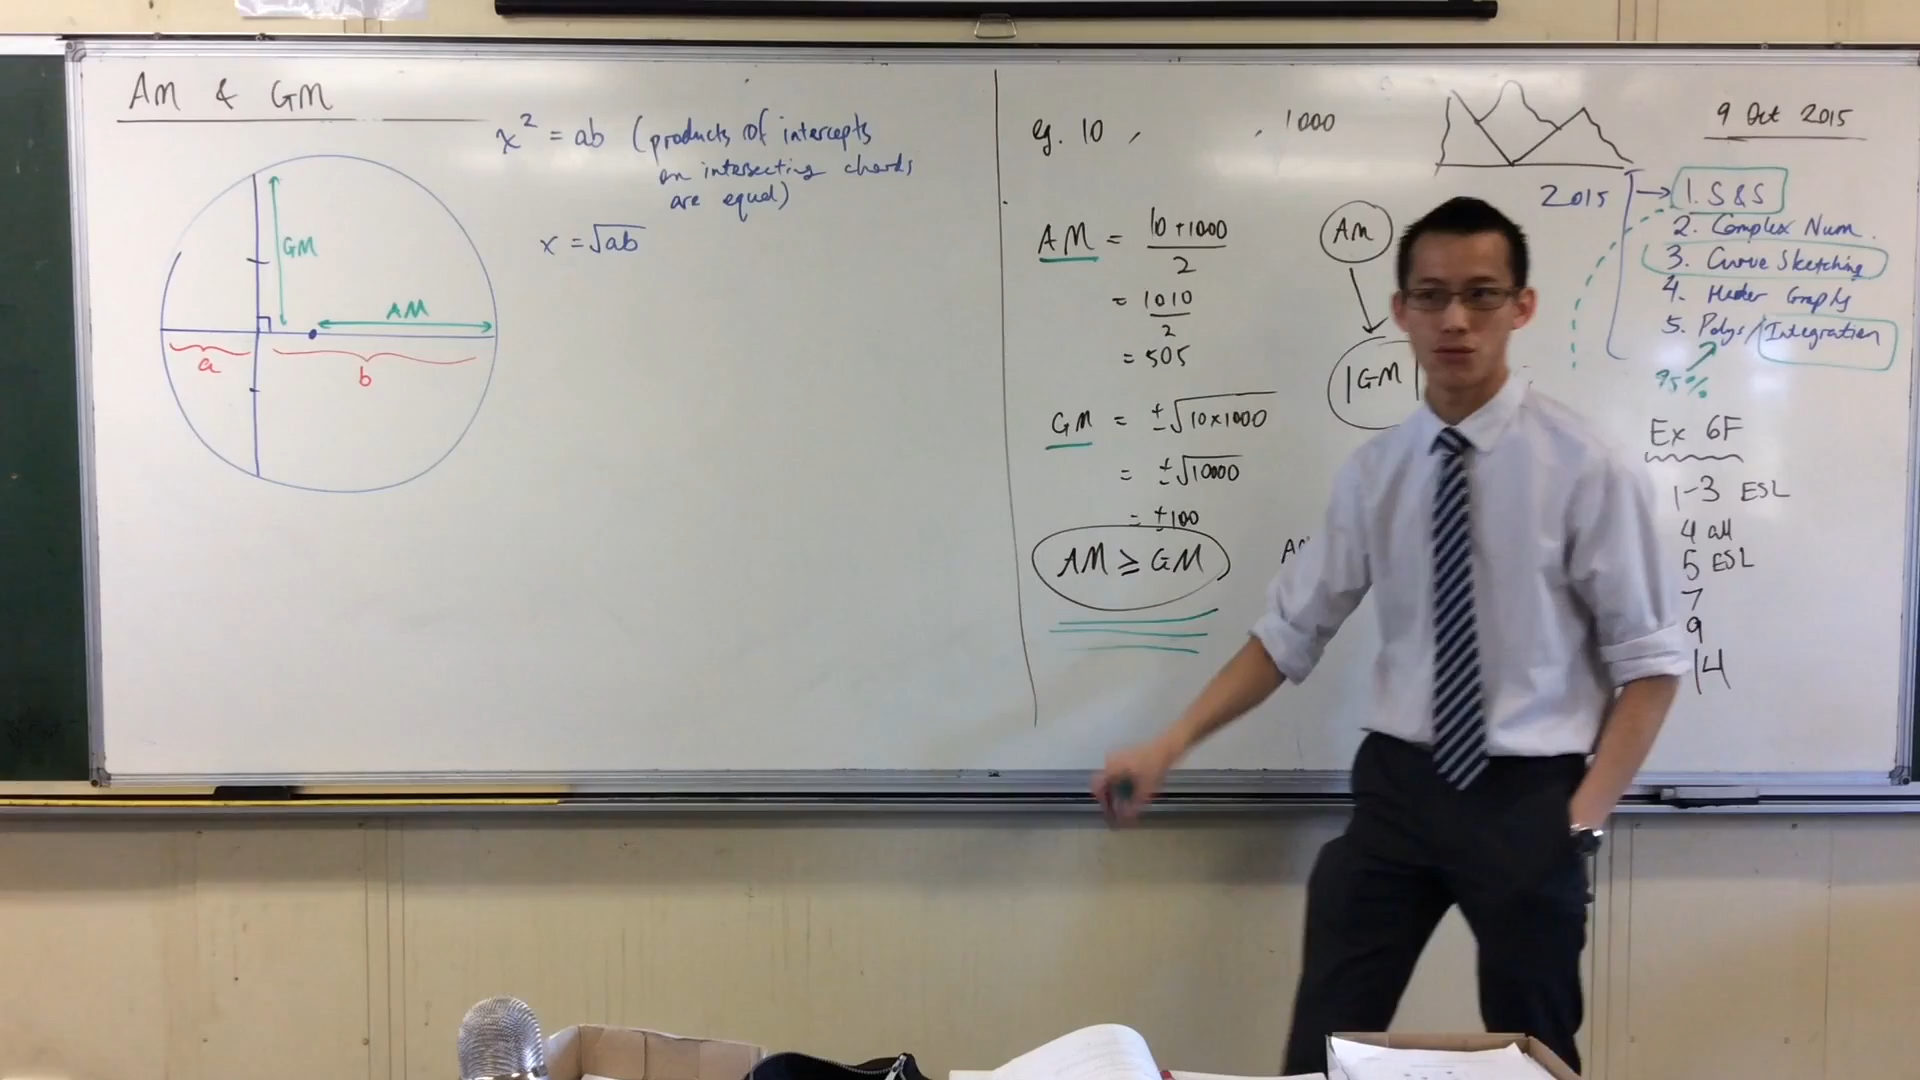 AM & GM
x² = ab (products of intercepts
on intersecting chords
are equal)
x = √ab
GM
AM
a
b
eg. 10 , , 1000
AM = 10 + 1000
2
= 1010
2
= 505
GM = ±√10×1000
= ±√10000
= ±100
AM ≥ GM
AM
|GM|
9 Oct 2015
2015
1. S&S
2. Complex Num.
3. Curve Sketching
4. Graphs
5. Polys/Integration
95%
Ex 6F
1-3 ESL
4 all
5 ESL
7
9
14